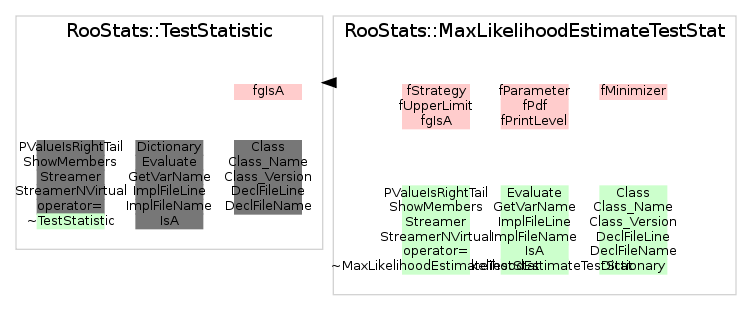 RooStats::TestStatistic
fgIsA
PValueIsRightTail Dictionary Class
ShowMembers Evaluate Class_Name
Streamer GetVarName Class_Version
StreamerNVirtual ImplFileLine DeclFileLine
operator= ImplFileName DeclFileName
~TestStatistic IsA
RooStats::MaxLikelihoodEstimateTestStat
fStrategy fParameter fMinimizer
fUpperLimit fPdf
fgIsA fPrintLevel
PValueIsRightTail Evaluate Class
ShowMembers GetVarName Class_Name
Streamer ImplFileLine Class_Version
StreamerNVirtual ImplFileName DeclFileLine
operator= IsA DeclFileName
Dictionary